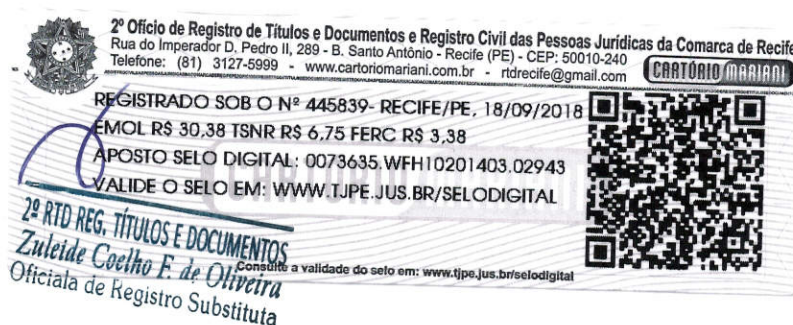 2º Ofício de Registro de Títulos e Documentos e Registro Civil das Pessoas Jurídicas da Comarca de Recife
Rua do Imperador D. Pedro II, 289 - B. Santo Antônio - Recife (PE) - CEP: 50010-240
Telefone: (81) 3127-5999 - www.cartoriomariani.com.br - rtdrecife@gmail.com
CARTÓRIO MARIANI
REGISTRADO SOB O Nº 445839- RECIFE/PE, 18/09/2018
EMOL R$ 30,38 TSNR R$ 6,75 FERC R$ 3,38
APOSTO SELO DIGITAL: 0073635.WFH10201403.02943
VALIDE O SELO EM: WWW.TJPE.JUS.BR/SELODIGITAL
CARTÓRIO MARIANI
2º RTD REG. TÍTULOS E DOCUMENTOS
Zuleide Coelho F. de Oliveira
Oficiala de Registro Substituta
Consulte a validade do selo em: www.tjpe.jus.br/selodigital